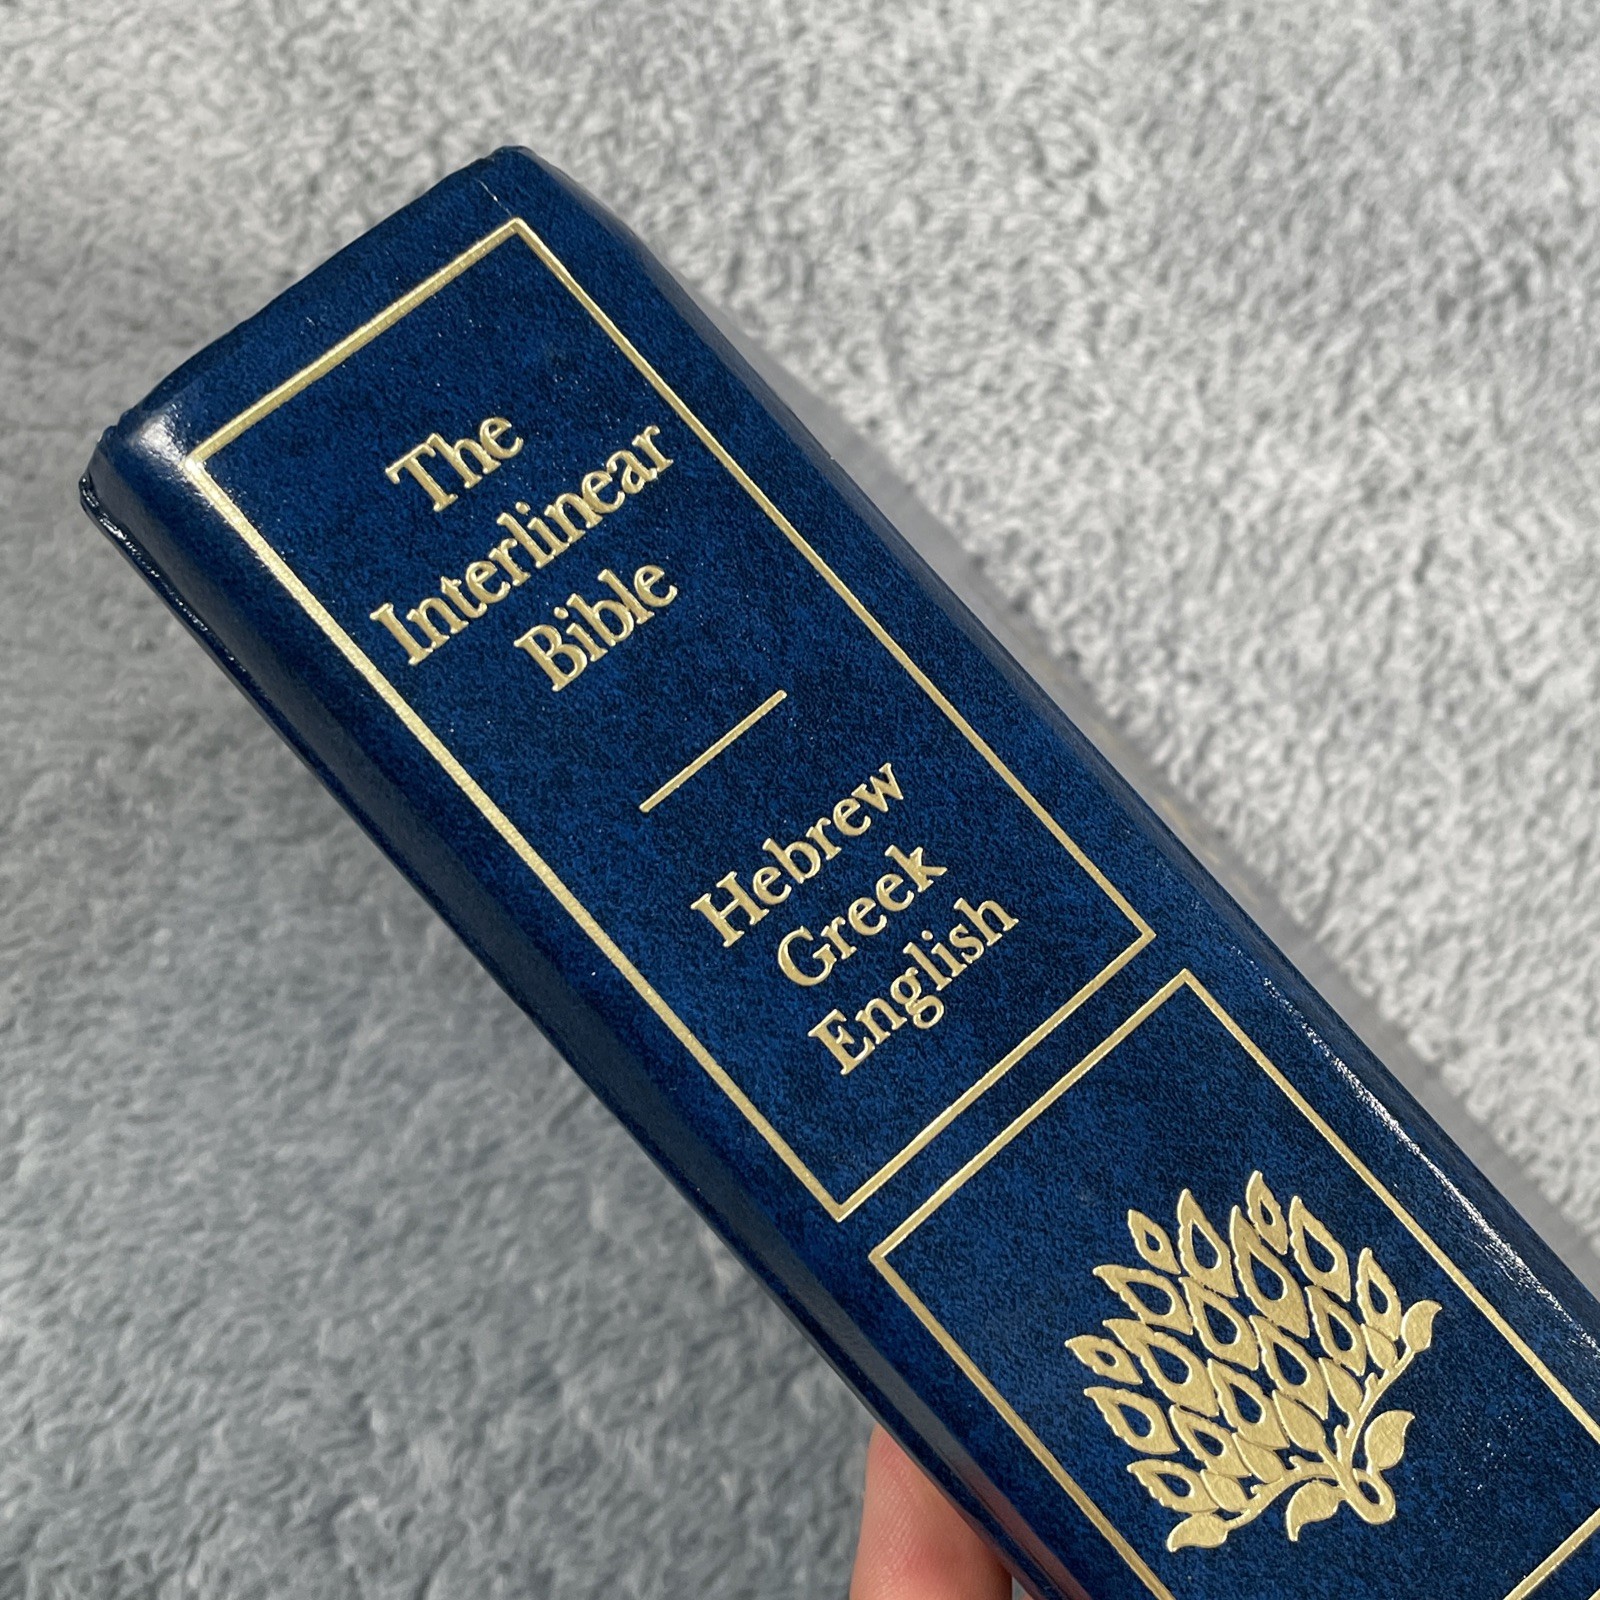 The
Interlinear
Bible
Hebrew
Greek
English